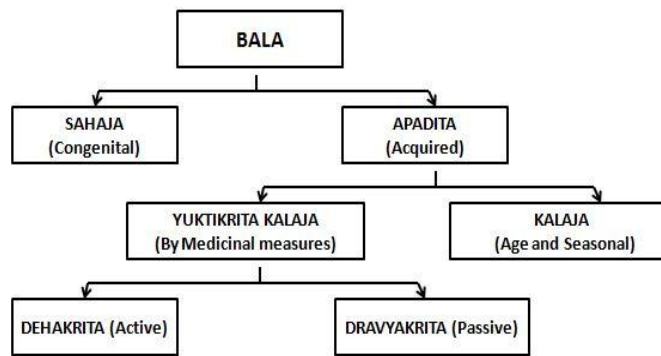 BALA
SAHAJA
(Congenital)
APADITA
(Acquired)
YUKTIKRITA KALAJA
(By Medicinal measures)
KALAJA
(Age and Seasonal)
DEHAKRITA (Active)
DRAVYAKRITA (Passive)